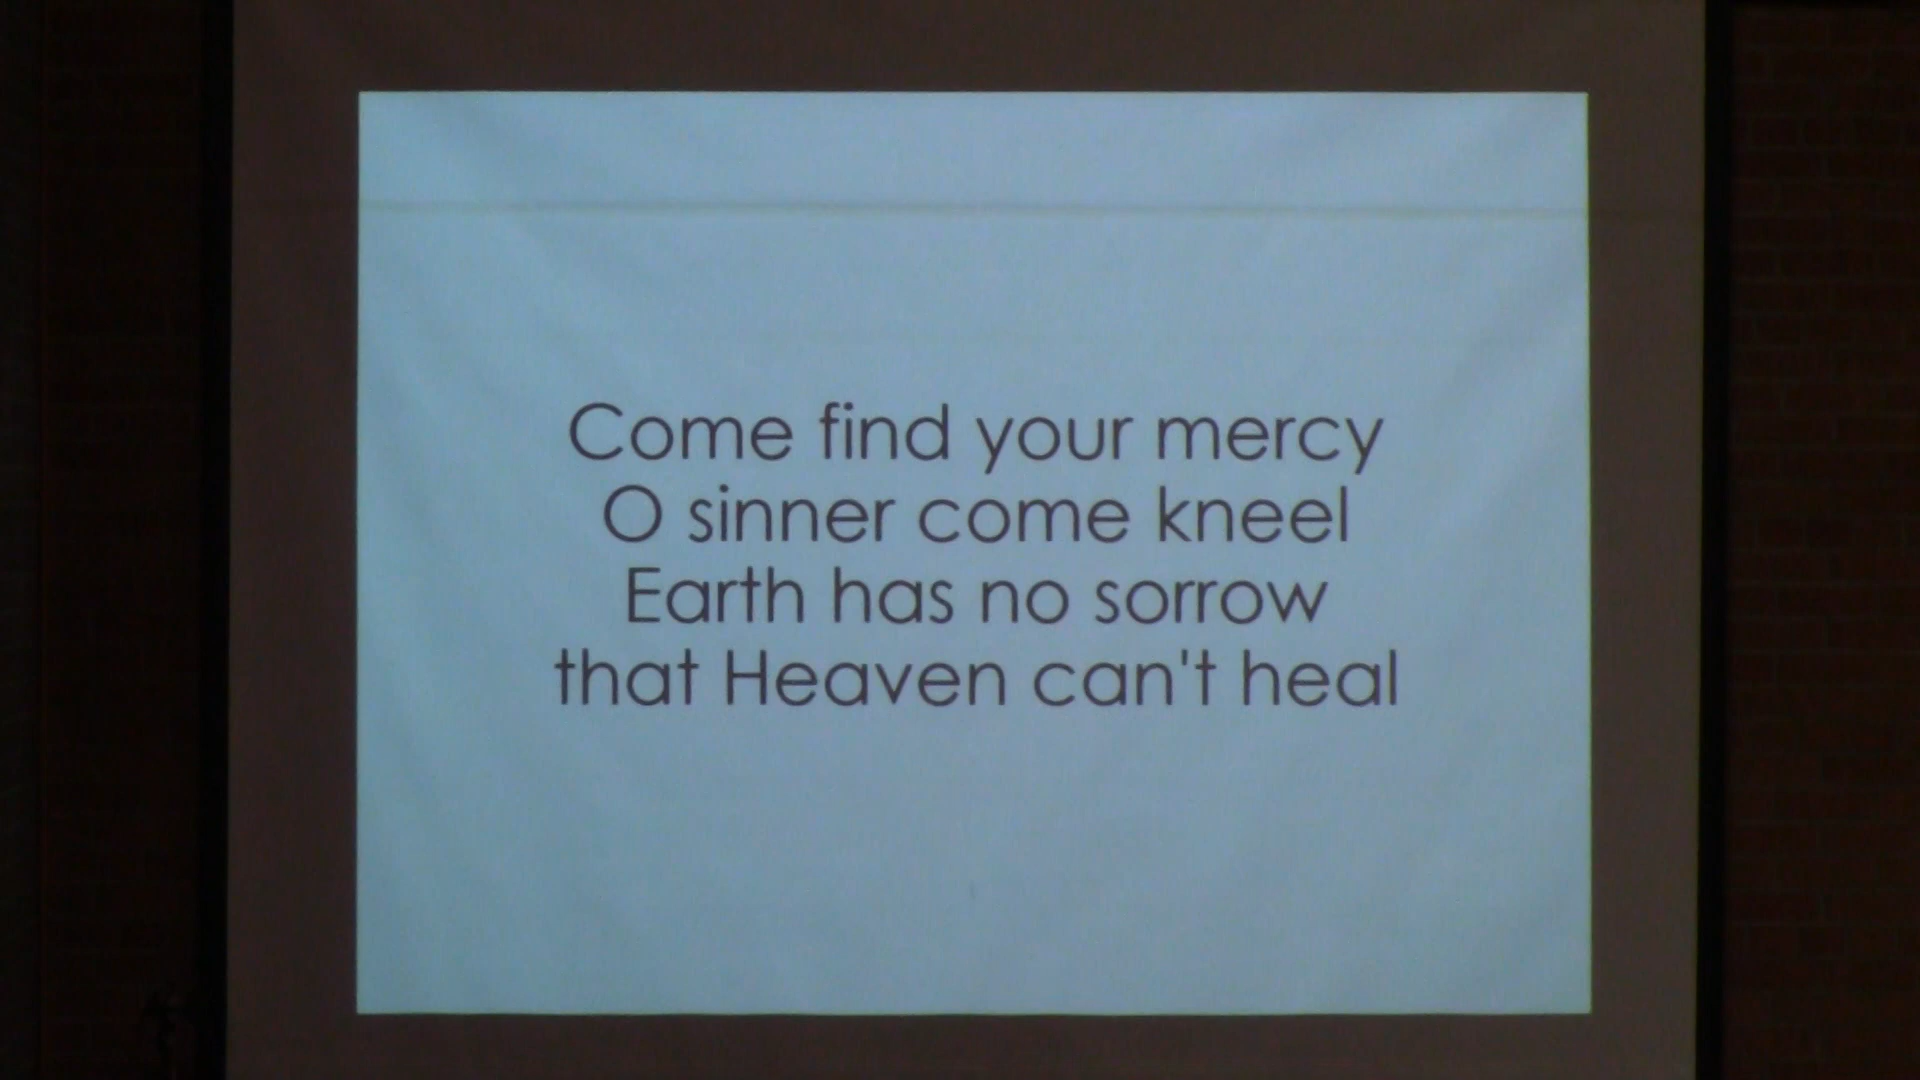 Come find your mercy
O sinner come kneel
Earth has no sorrow
that Heaven can't heal